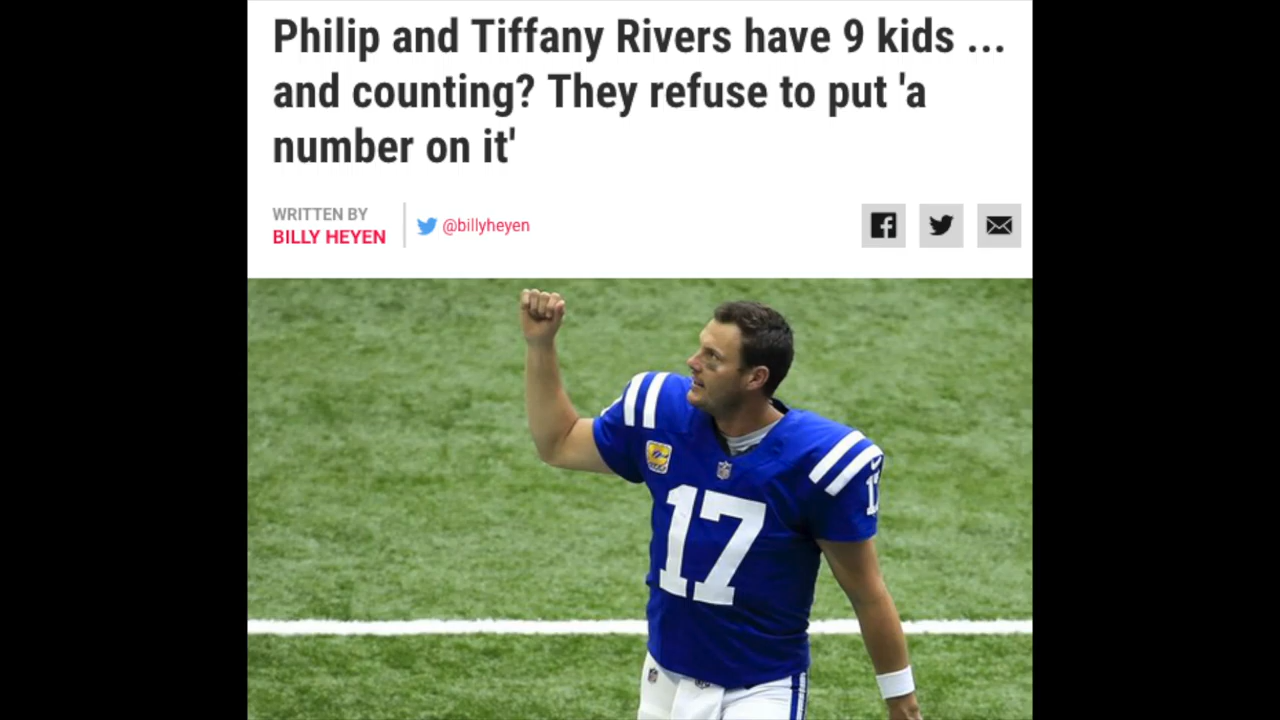 Philip and Tiffany Rivers have 9 kids ...
and counting? They refuse to put 'a
number on it'
WRITTEN BY
BILLY HEYEN
@billyheyen
17
17